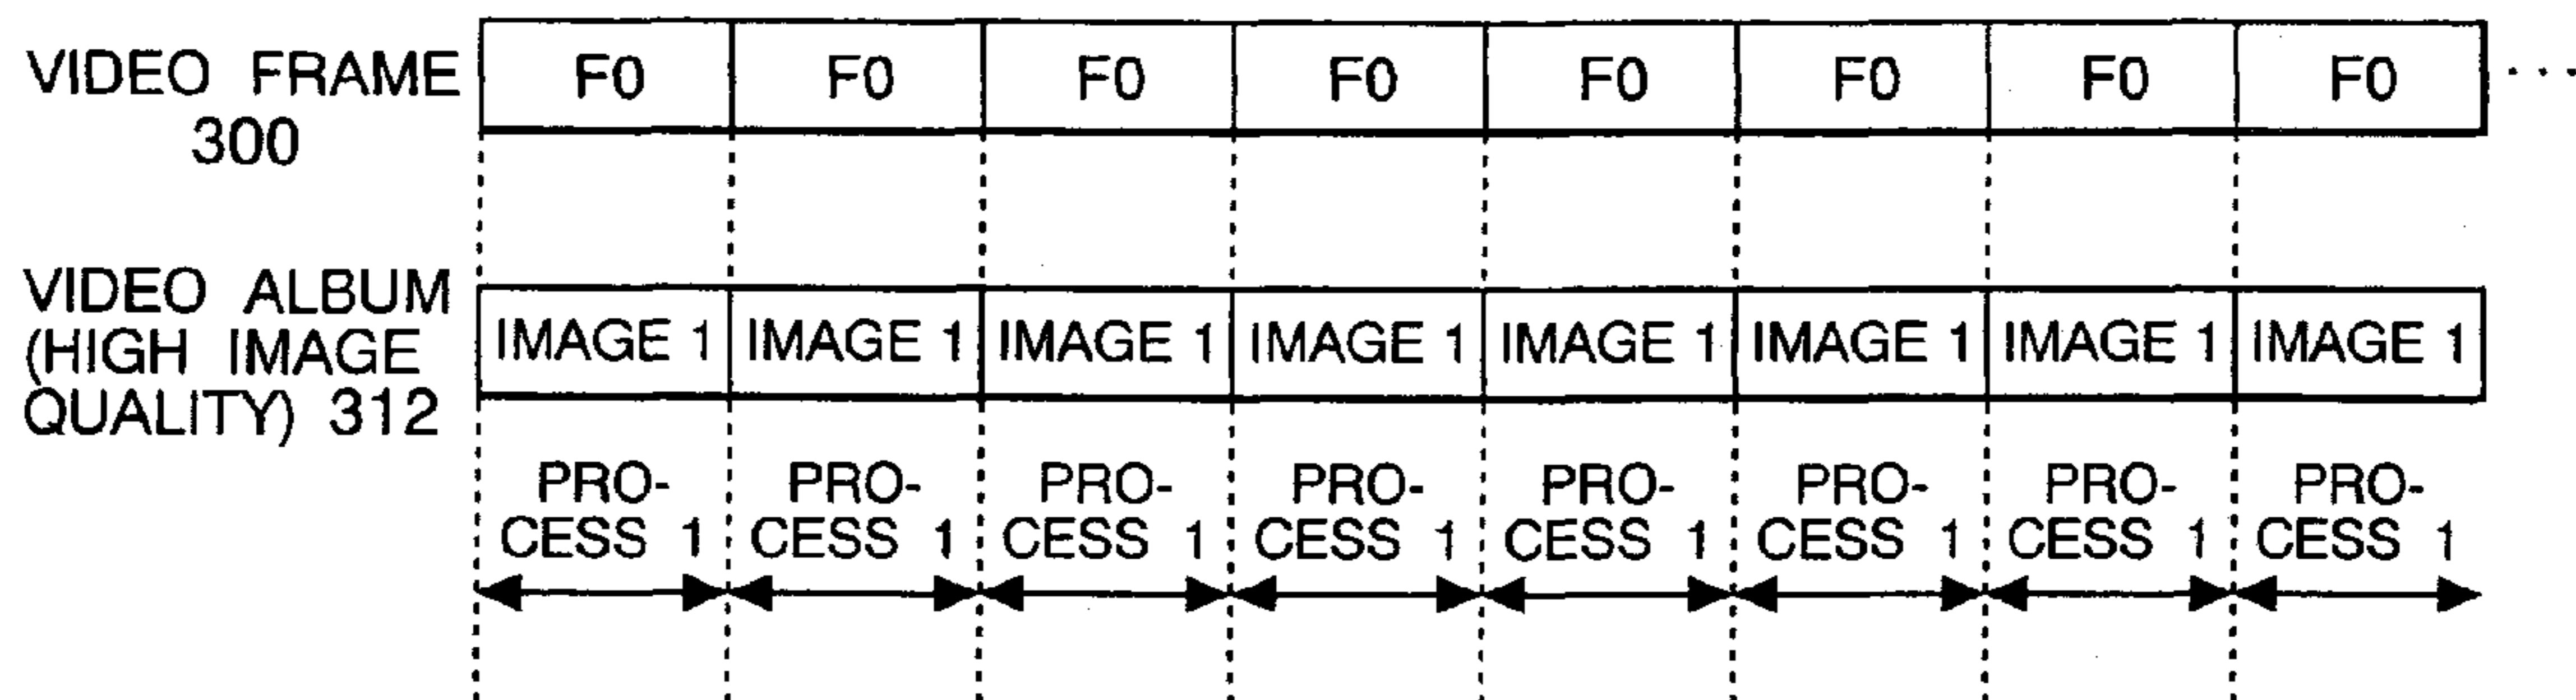 VIDEO FRAME
300
F0 F0 F0 F0 F0 F0 F0 F0 ...
VIDEO ALBUM
(HIGH IMAGE
QUALITY) 312
IMAGE 1 IMAGE 1 IMAGE 1 IMAGE 1 IMAGE 1 IMAGE 1 IMAGE 1 IMAGE 1
PRO- PRO- PRO- PRO- PRO- PRO- PRO- PRO-
CESS 1 CESS 1 CESS 1 CESS 1 CESS 1 CESS 1 CESS 1 CESS 1